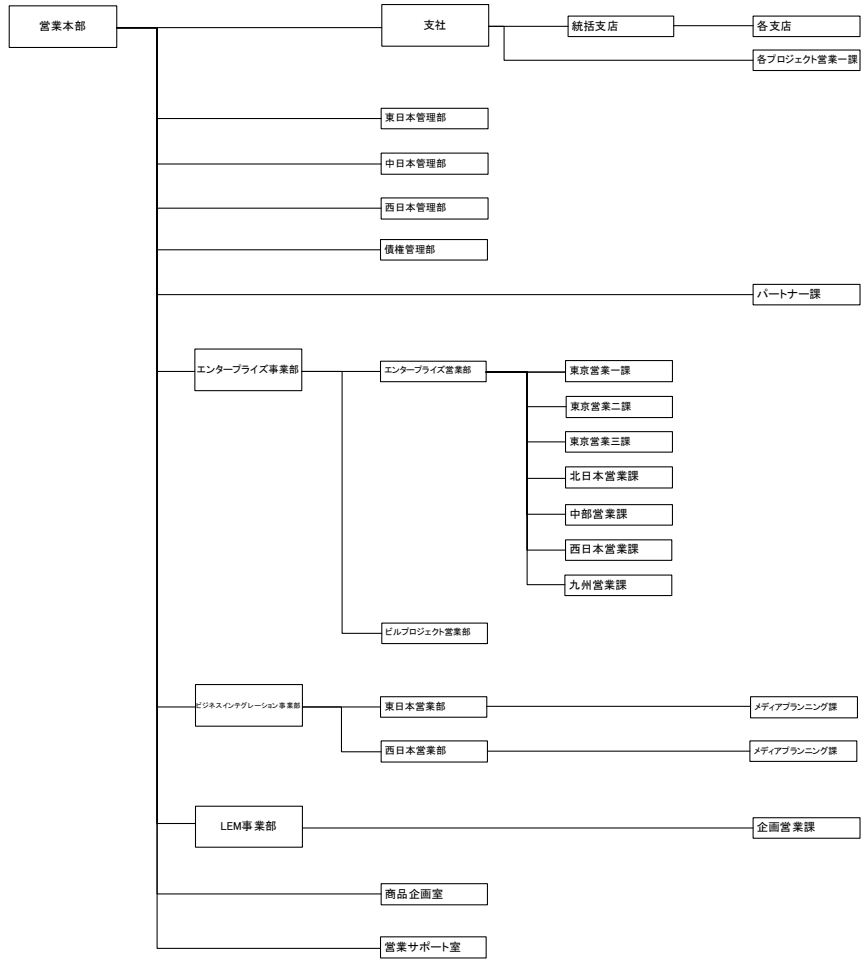 営業本部
支社
統括支店
各支店
各プロジェクト営業一課
東日本管理部
中日本管理部
西日本管理部
債権管理部
パートナー課
エンタープライズ事業部
エンタープライズ営業部
東京営業一課
東京営業二課
東京営業三課
北日本営業課
中部営業課
西日本営業課
九州営業課
ビルプロジェクト営業部
ビジネスインテグレーション事業部
東日本営業部
メディアプランニング課
西日本営業部
メディアプランニング課
LEM事業部
企画営業課
商品企画室
営業サポート室